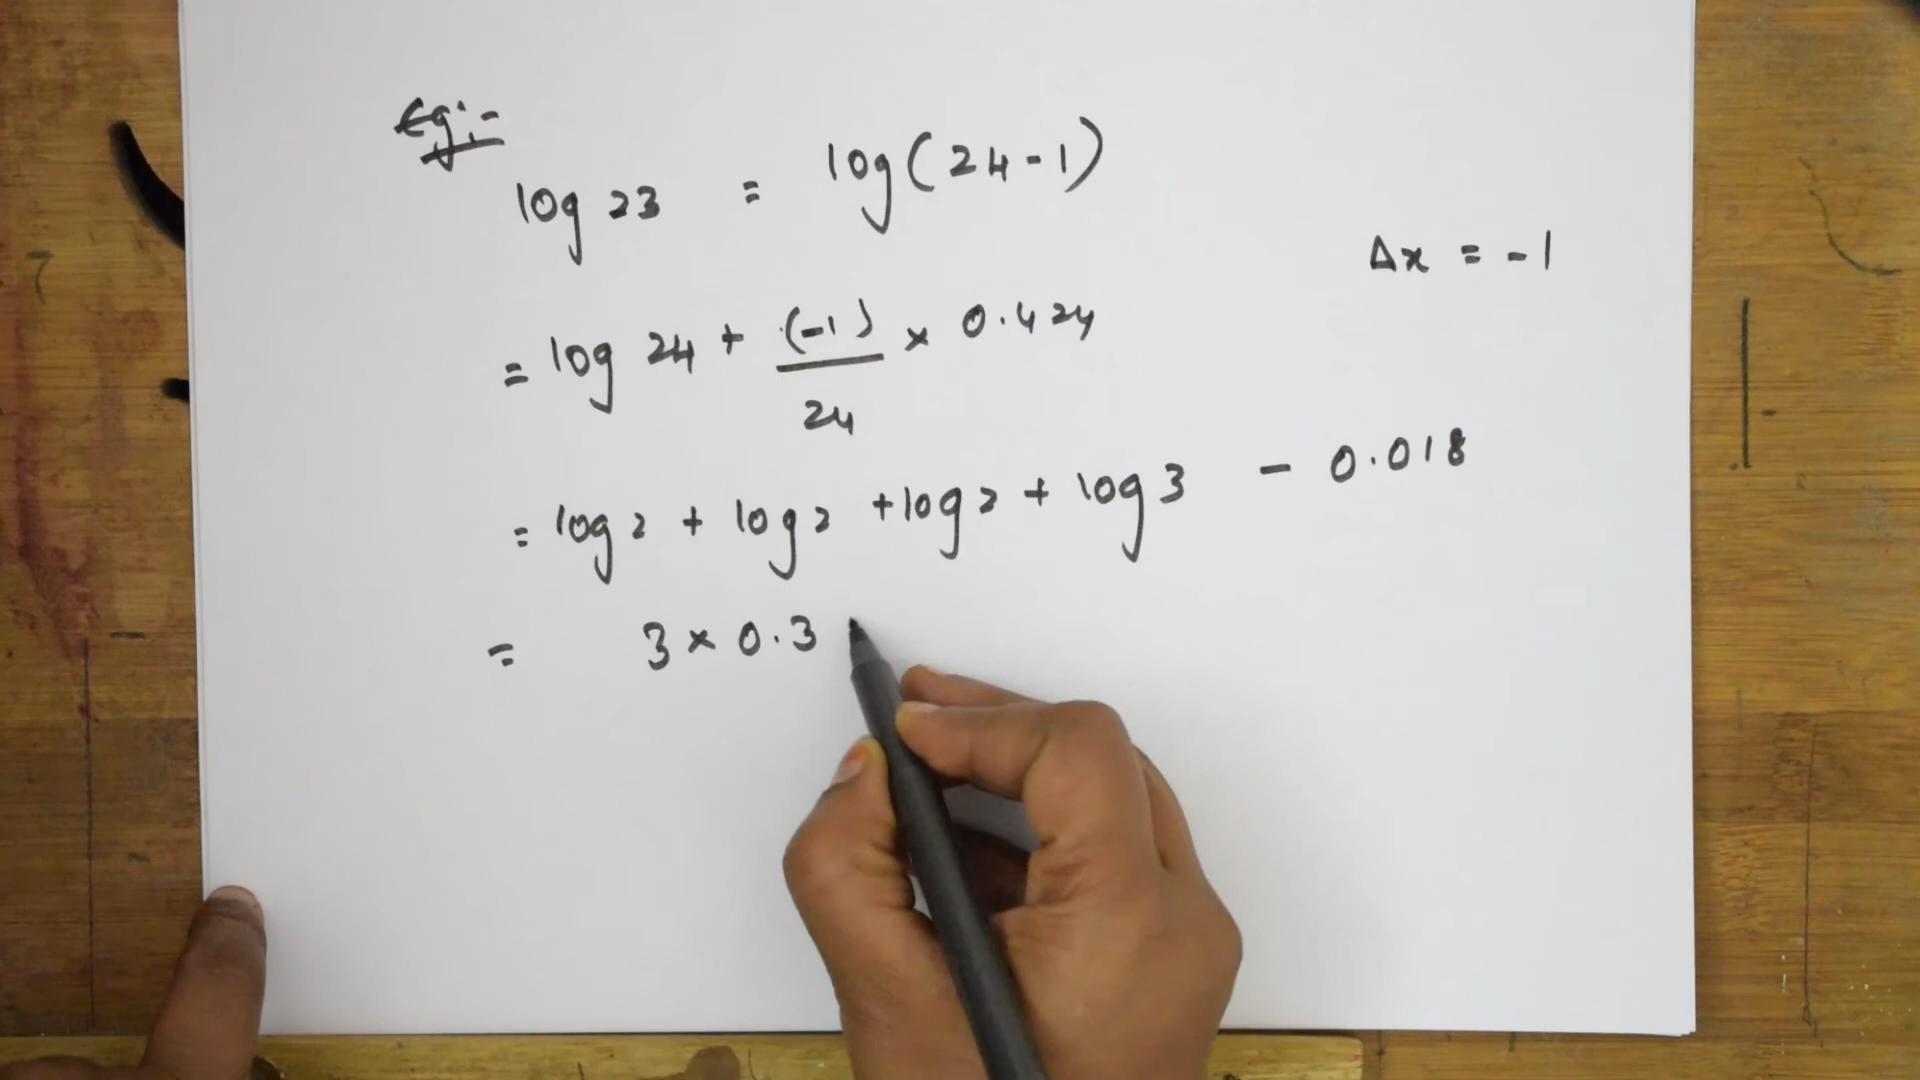 Eg:-
log 23 = log(24-1)
Δx = -1
= log 24 + (-1)/24 × 0.424
= log 2 + log 2 + log 2 + log 3 - 0.018
= 3 × 0.3